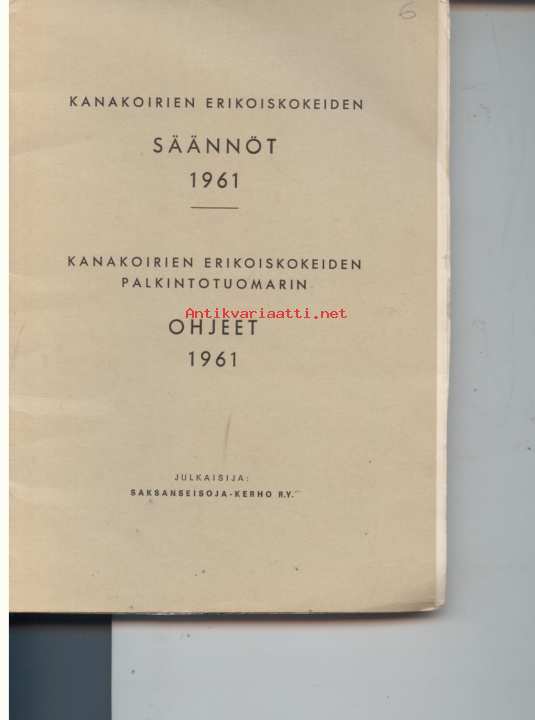 6
KANAKOIRIEN ERIKOISKOKEIDEN
SÄÄNNÖT
1961
KANAKOIRIEN ERIKOISKOKEIDEN
PALKINTOTUOMARIN
Antikvariaatti.net
OHJEET
1961
JULKAISIJA:
SAKSANSEISOJA-KERHO R.Y.